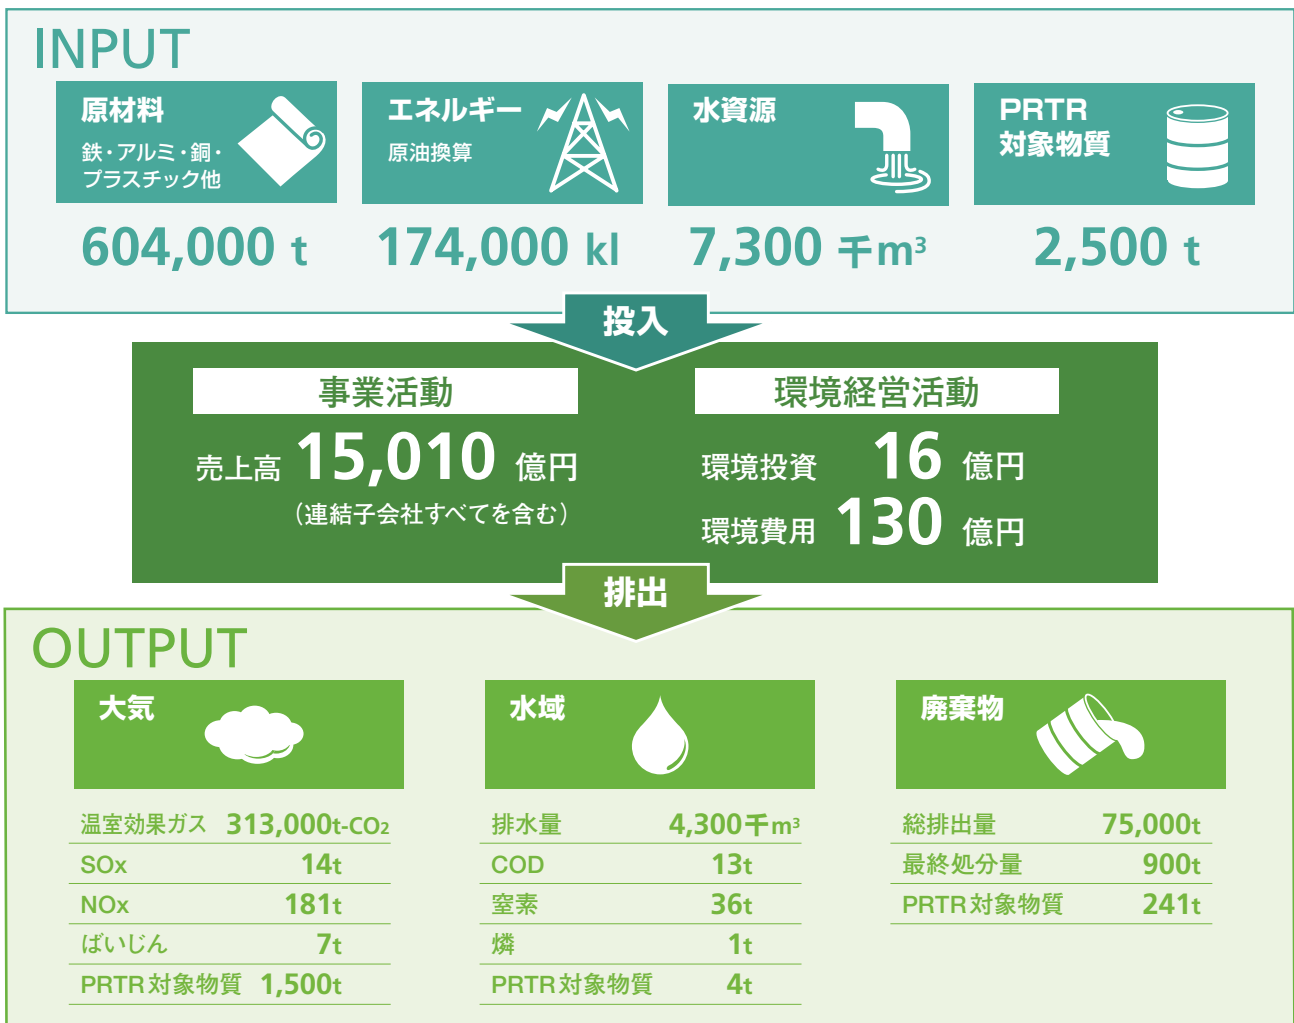 INPUT
原材料
鉄・アルミ・銅・
プラスチック他
604,000 t
エネルギー
原油換算
174,000 kl
水資源
7,300 千m³
PRTR
対象物質
2,500 t
投入
事業活動
売上高 15,010 億円
（連結子会社すべてを含む）
環境経営活動
環境投資 16 億円
環境費用 130 億円
排出
OUTPUT
大気
温室効果ガス 313,000t-CO₂
SOx 14t
NOx 181t
ばいじん 7t
PRTR対象物質 1,500t
水域
排水量 4,300千m³
COD 13t
窒素 36t
燐 1t
PRTR対象物質 4t
廃棄物
総排出量 75,000t
最終処分量 900t
PRTR対象物質 241t